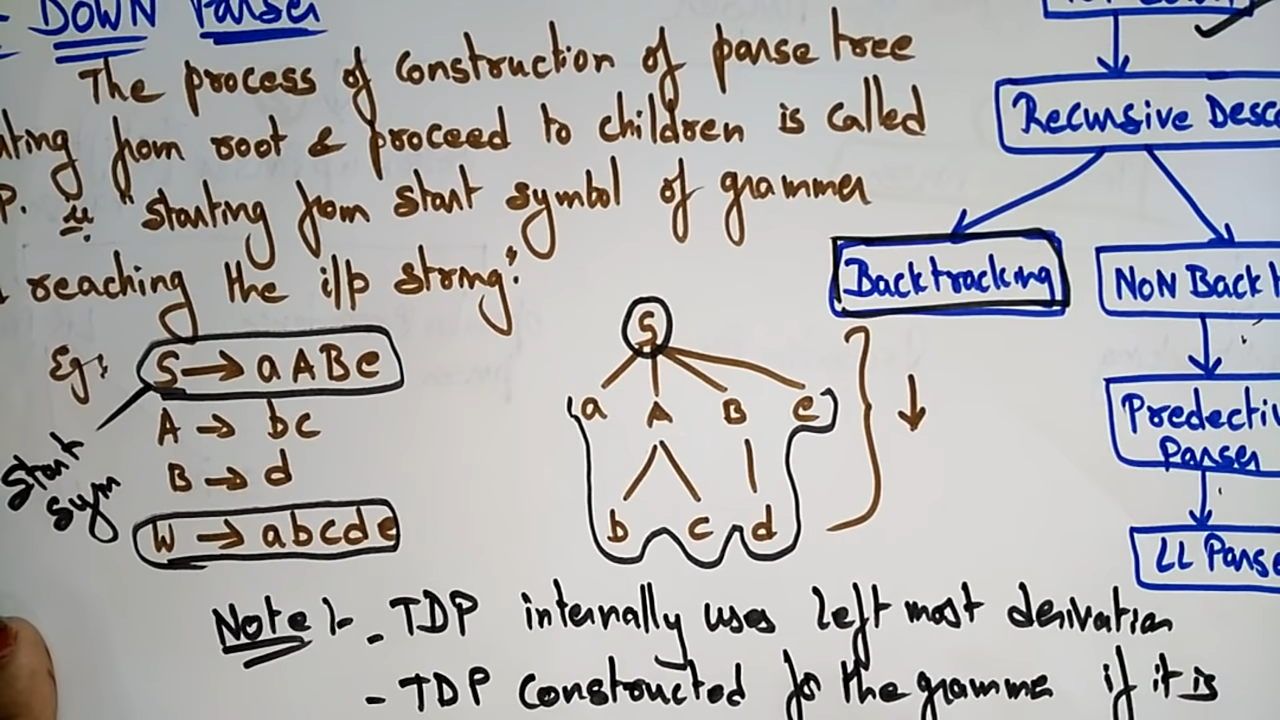 DOWN Parser
The process of construction of parse tree
from root & proceed to children is called
P. ie "starting from start symbol of grammer
reaching the i/p string."
Eg: S → a A B e
A → bc
B → d
W → abcde
Start
sym
S
a A B e
b c d
Recursive Desc
Backtracking
NON Back
Predecti
Parser
LL Parse
Note :- - TDP internally uses left most derivation
- TDP constructed for the gramme if it is